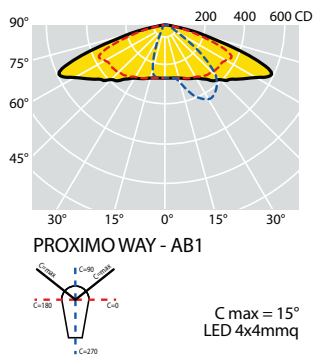 90° 200 400 600 CD
75°
60°
45°
30° 15° 0° 15° 30°
PROXIMO WAY - AB1
C=max C=90 C=max
C=180 C=0
C=270
C max = 15°
LED 4x4mmq